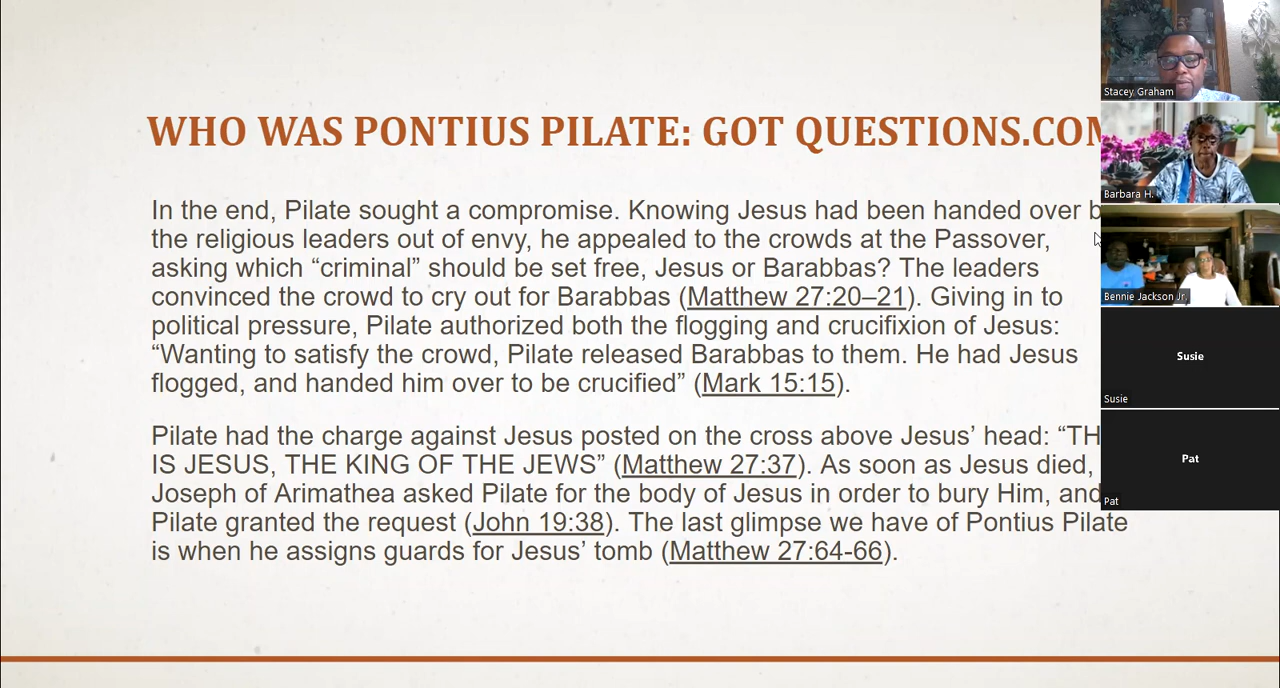 WHO WAS PONTIUS PILATE: GOT QUESTIONS.COM
In the end, Pilate sought a compromise. Knowing Jesus had been handed over b
the religious leaders out of envy, he appealed to the crowds at the Passover,
asking which “criminal” should be set free, Jesus or Barabbas? The leaders
convinced the crowd to cry out for Barabbas (Matthew 27:20–21). Giving in to
political pressure, Pilate authorized both the flogging and crucifixion of Jesus:
“Wanting to satisfy the crowd, Pilate released Barabbas to them. He had Jesus
flogged, and handed him over to be crucified” (Mark 15:15).
Pilate had the charge against Jesus posted on the cross above Jesus’ head: “TH
IS JESUS, THE KING OF THE JEWS” (Matthew 27:37). As soon as Jesus died,
Joseph of Arimathea asked Pilate for the body of Jesus in order to bury Him, and
Pilate granted the request (John 19:38). The last glimpse we have of Pontius Pilate
is when he assigns guards for Jesus’ tomb (Matthew 27:64-66).
Stacey Graham
Barbara H.
Bennie Jackson Jr.
Susie
Susie
Pat
Pat